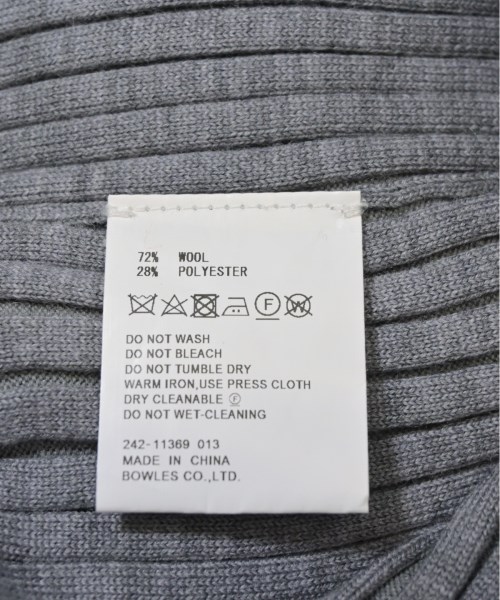 72% WOOL
28% POLYESTER
F W
DO NOT WASH
DO NOT BLEACH
DO NOT TUMBLE DRY
WARM IRON,USE PRESS CLOTH
DRY CLEANABLE Ⓕ
DO NOT WET-CLEANING
242-11369 013
MADE IN CHINA
BOWLES CO.,LTD.